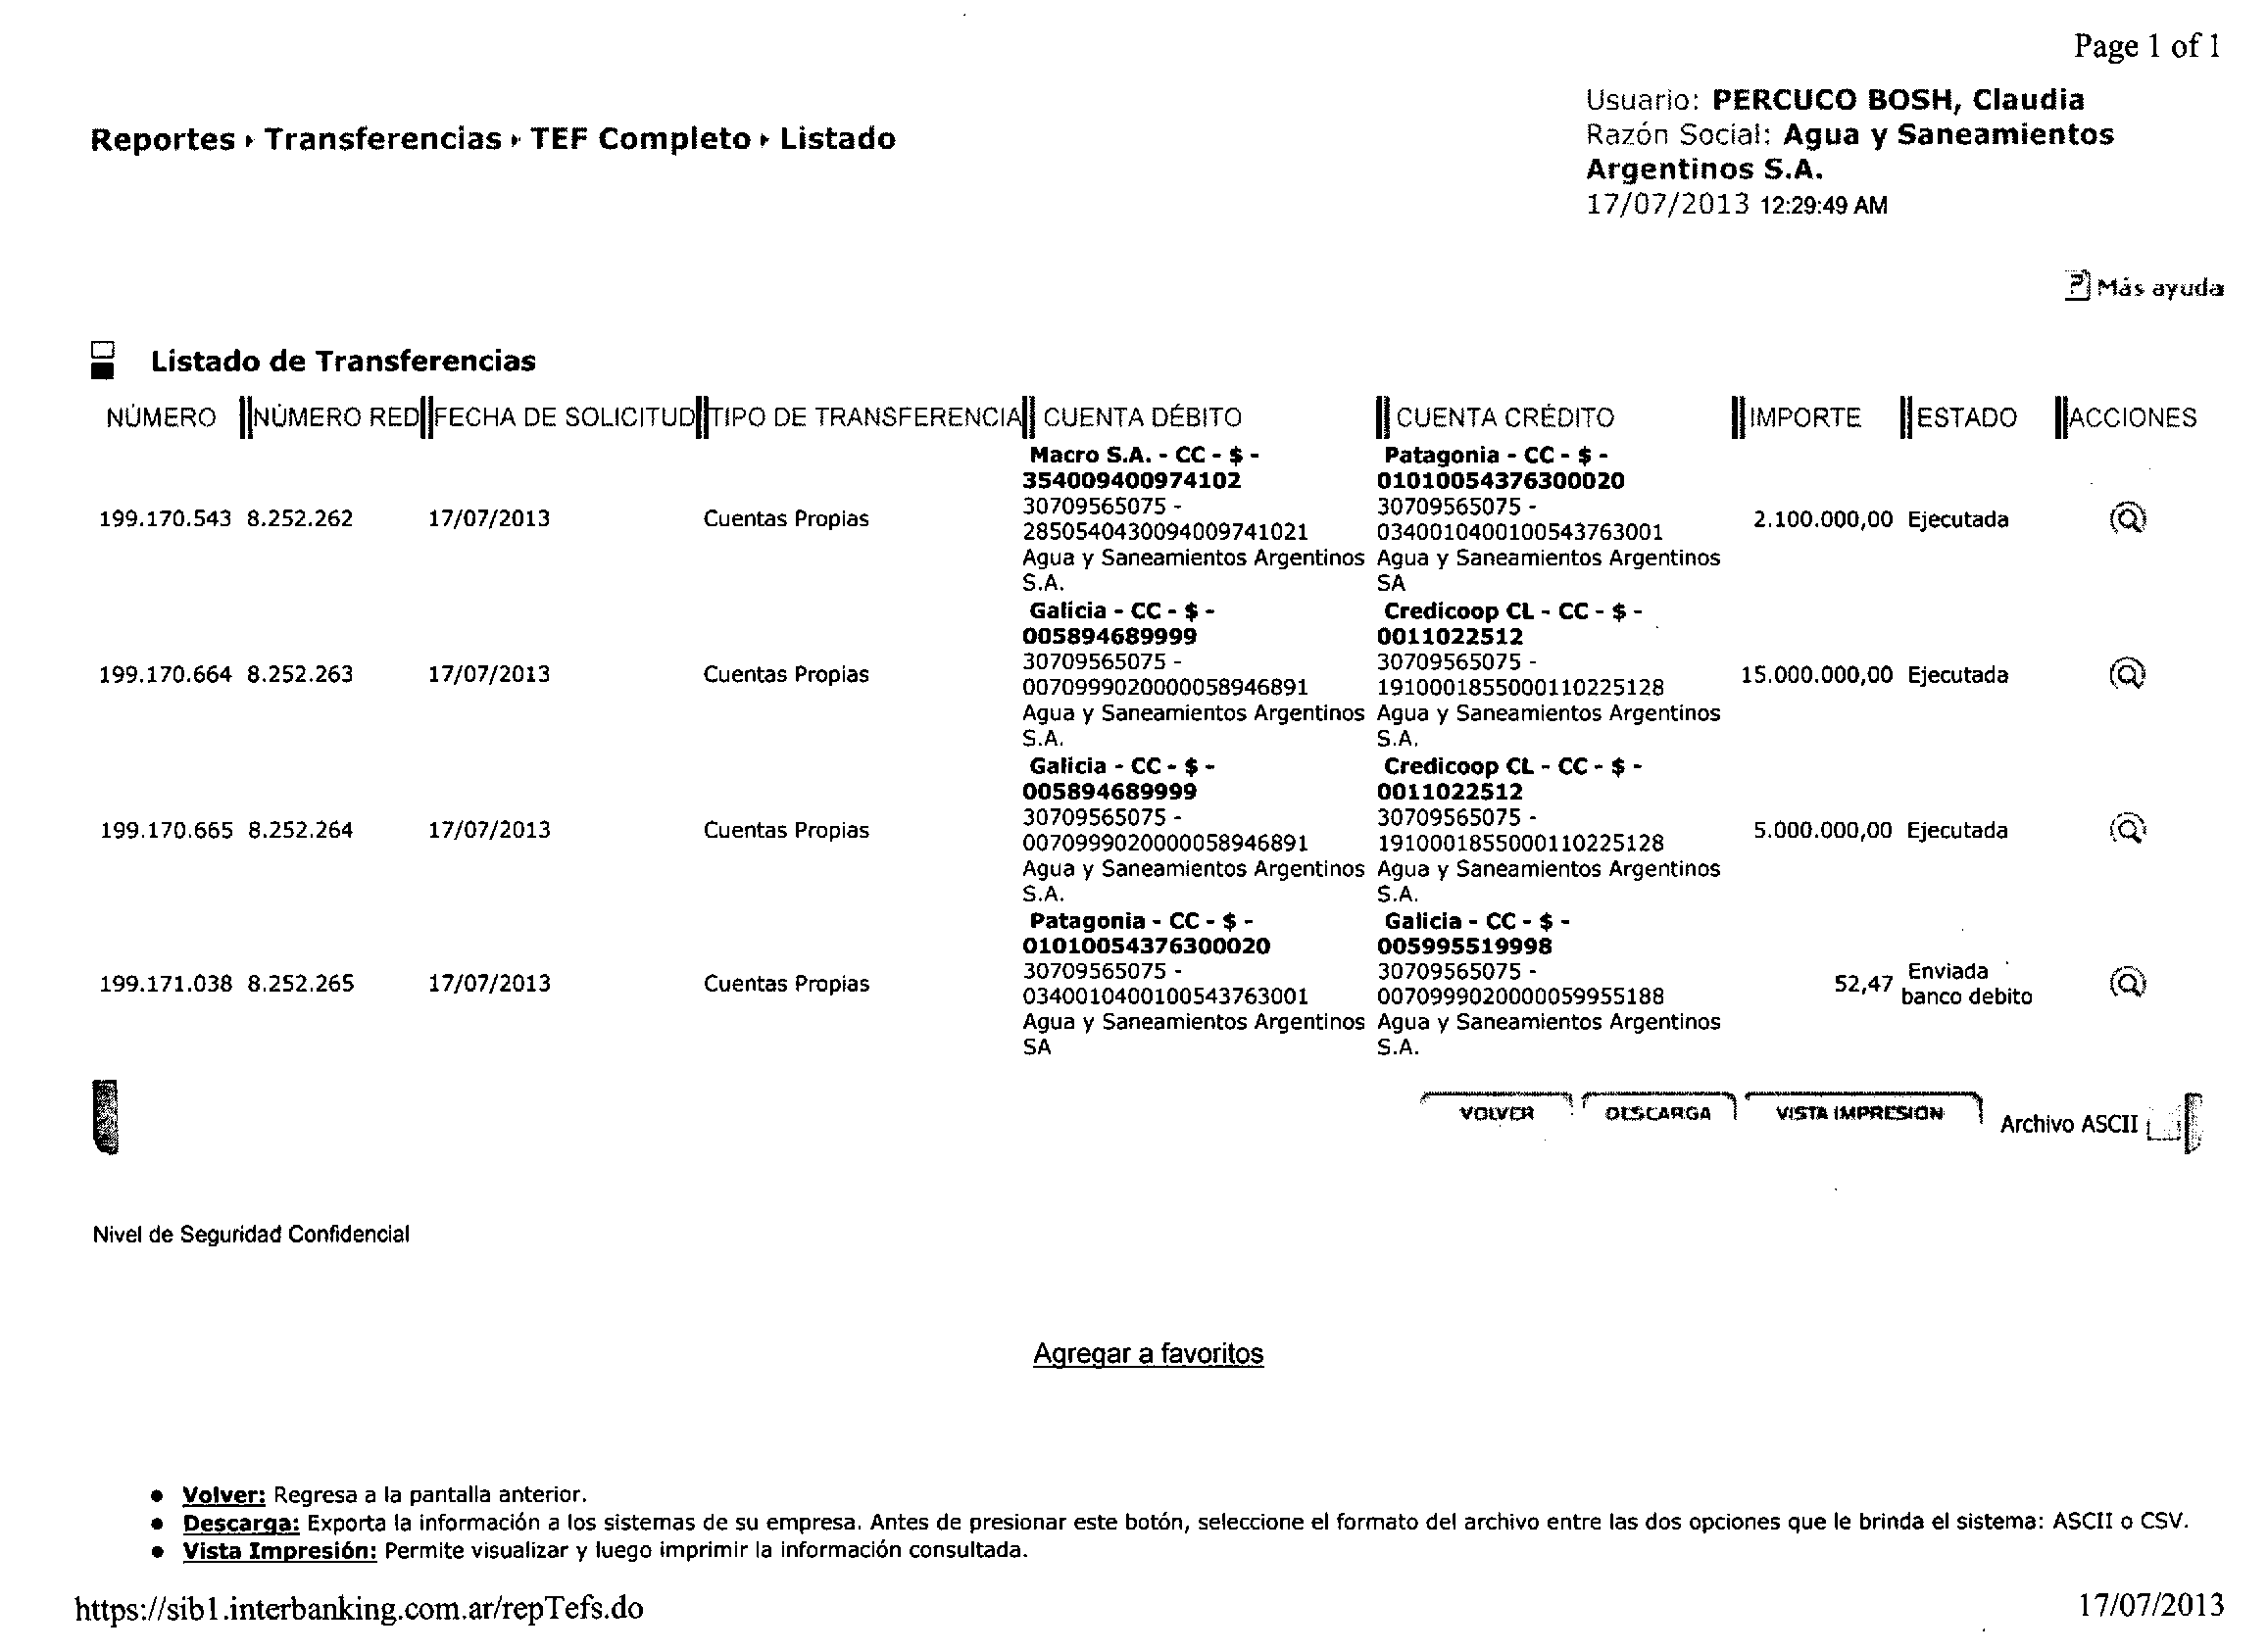 Page 1 of 1
Usuario: PERCUCO BOSH, Claudia
Reportes ▸ Transferencias ▸ TEF Completo ▸ Listado
Razón Social: Agua y Saneamientos
Argentinos S.A.
17/07/2013 12:29:49 AM
? Más ayuda
Listado de Transferencias
NÚMERO NÚMERO RED FECHA DE SOLICITUD TIPO DE TRANSFERENCIA CUENTA DÉBITO CUENTA CRÉDITO IMPORTE ESTADO ACCIONES
Macro S.A. - CC - $ - Patagonia - CC - $ -
354009400974102 01010054376300020
30709565075 - 30709565075 -
199.170.543 8.252.262 17/07/2013 Cuentas Propias 2.100.000,00 Ejecutada
2850540430094009741021 0340010400100543763001
Agua y Saneamientos Argentinos Agua y Saneamientos Argentinos
S.A. SA
Galicia - CC - $ - Credicoop CL - CC - $ -
005894689999 0011022512
30709565075 - 30709565075 -
199.170.664 8.252.263 17/07/2013 Cuentas Propias 15.000.000,00 Ejecutada
0070999020000058946891 1910001855000110225128
Agua y Saneamientos Argentinos Agua y Saneamientos Argentinos
S.A. S.A.
Galicia - CC - $ - Credicoop CL - CC - $ -
005894689999 0011022512
30709565075 - 30709565075 -
199.170.665 8.252.264 17/07/2013 Cuentas Propias 5.000.000,00 Ejecutada
0070999020000058946891 1910001855000110225128
Agua y Saneamientos Argentinos Agua y Saneamientos Argentinos
S.A. S.A.
Patagonia - CC - $ - Galicia - CC - $ -
01010054376300020 005995519998
30709565075 - 30709565075 - Enviada
199.171.038 8.252.265 17/07/2013 Cuentas Propias 52,47
0340010400100543763001 0070999020000059955188 banco debito
Agua y Saneamientos Argentinos Agua y Saneamientos Argentinos
SA S.A.
VOLVER DESCARGA VISTA IMPRESION Archivo ASCII
Nivel de Seguridad Confidencial
Agregar a favoritos
● Volver: Regresa a la pantalla anterior.
● Descarga: Exporta la información a los sistemas de su empresa. Antes de presionar este botón, seleccione el formato del archivo entre las dos opciones que le brinda el sistema: ASCII o CSV.
● Vista Impresión: Permite visualizar y luego imprimir la información consultada.
https://sib1.interbanking.com.ar/repTefs.do 17/07/2013